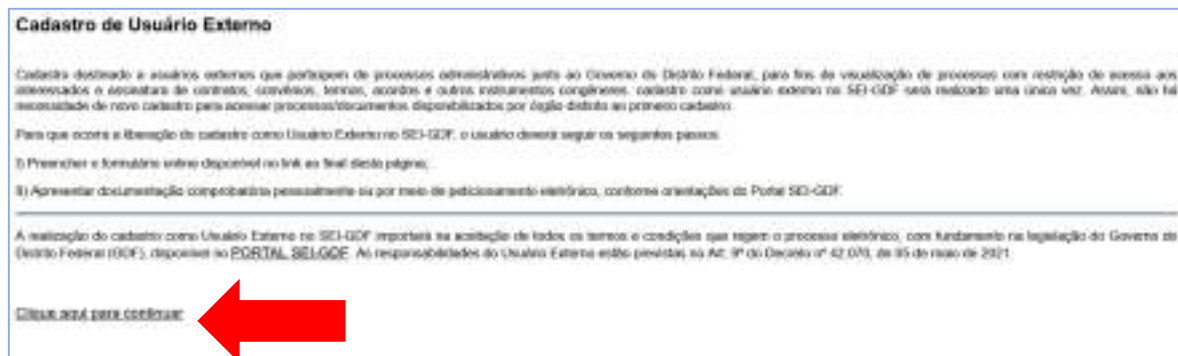 Cadastro de Usuário Externo
Cadastro destinado a usuários externos que participem de processos administrativos junto ao Governo do Distrito Federal, para fins de visualização de processos com restrição de acesso aos
interessados e assinatura de contratos, convênios, termos, acordos e outros instrumentos congêneres. cadastro como usuário externo no SEI-GDF será realizado uma única vez. Assim, não há
necessidade de novo cadastro para acessar processos/documentos disponibilizados por órgão distinto ao primeiro cadastro.
Para que ocorra a liberação do cadastro como Usuário Externo no SEI-GDF, o usuário deverá seguir os seguintes passos:
I) Preencher o formulário online disponível no link ao final desta página;
II) Apresentar documentação comprobatória pessoalmente ou por meio de peticionamento eletrônico, conforme orientações do Portal SEI-GDF.
A realização do cadastro como Usuário Externo no SEI-GDF importará na aceitação de todos os termos e condições que regem o processo eletrônico, com fundamento na legislação do Governo do
Distrito Federal (GDF), disponível no PORTAL SEI-GDF. As responsabilidades do Usuário Externo estão previstas no Art. 9º do Decreto nº 42.070, de 05 de maio de 2021.
Clique aqui para continuar